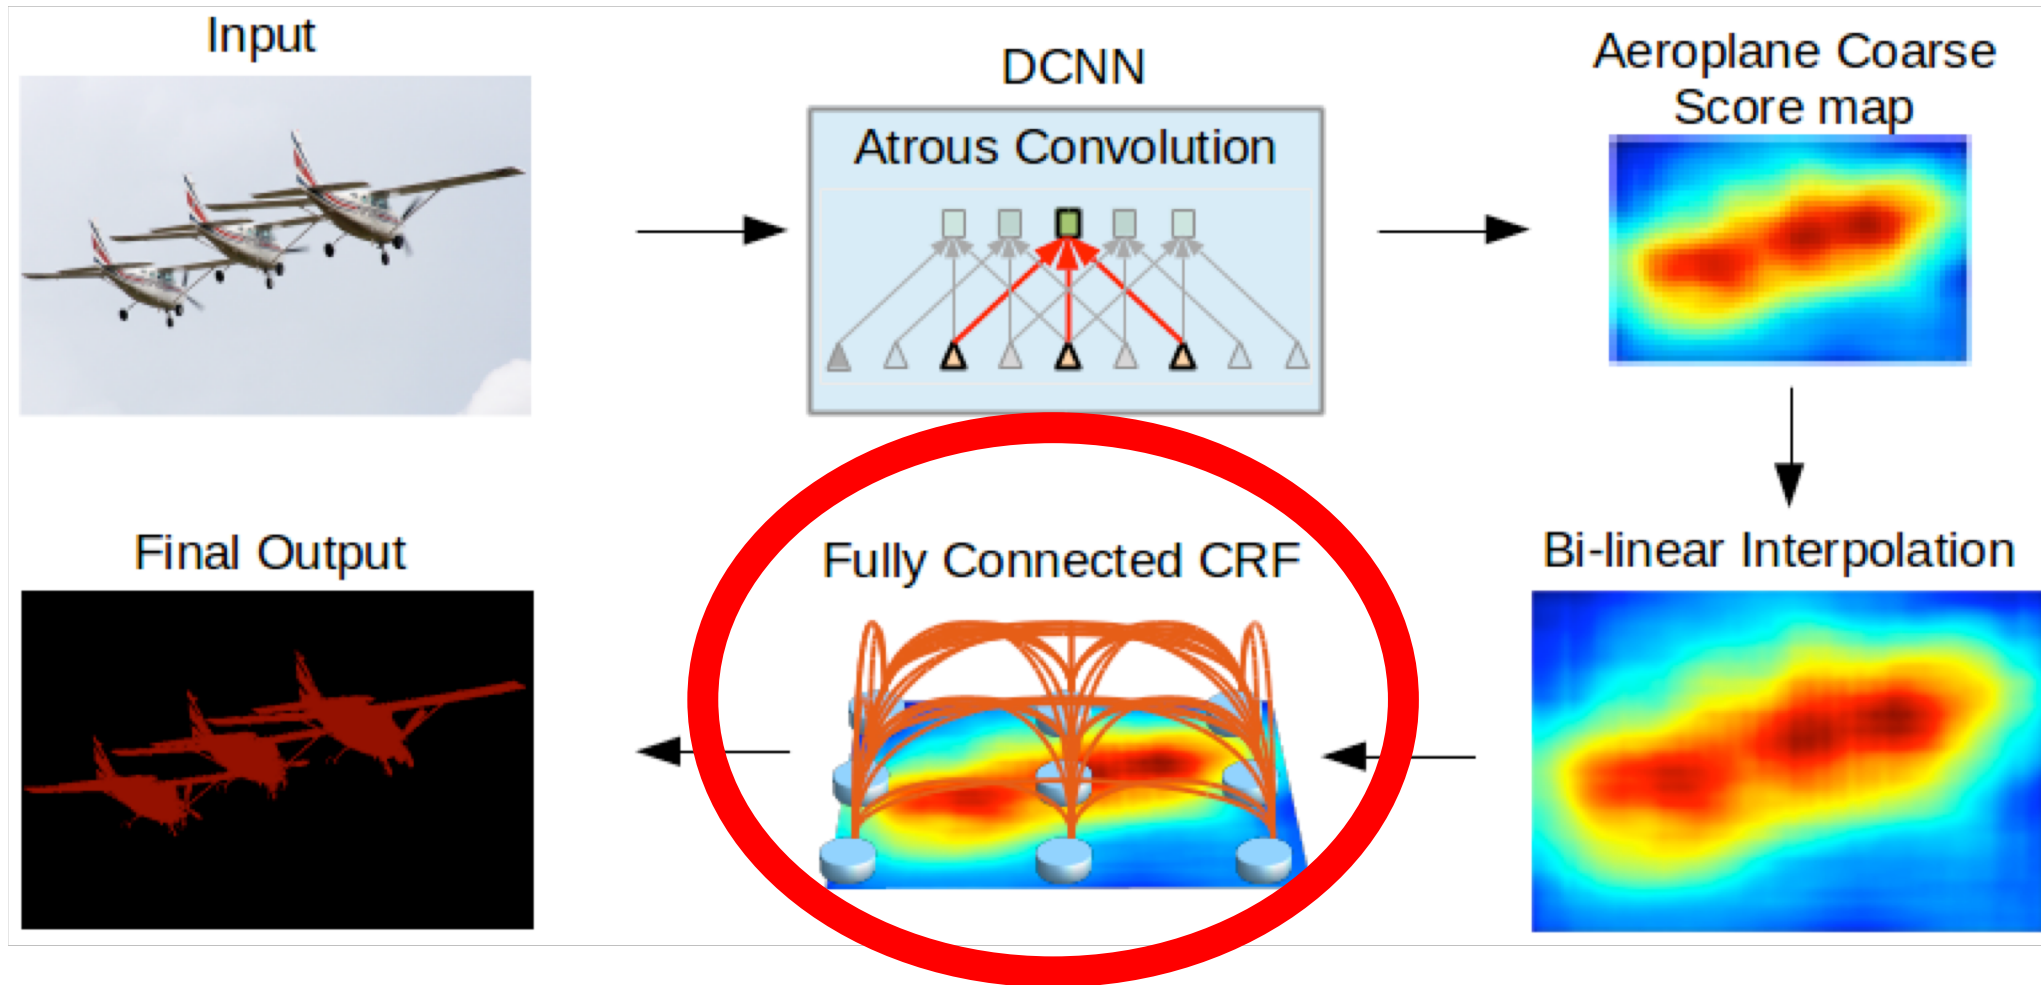 Input
DCNN
Atrous Convolution
Aeroplane Coarse
Score map
Final Output
Fully Connected CRF
Bi-linear Interpolation